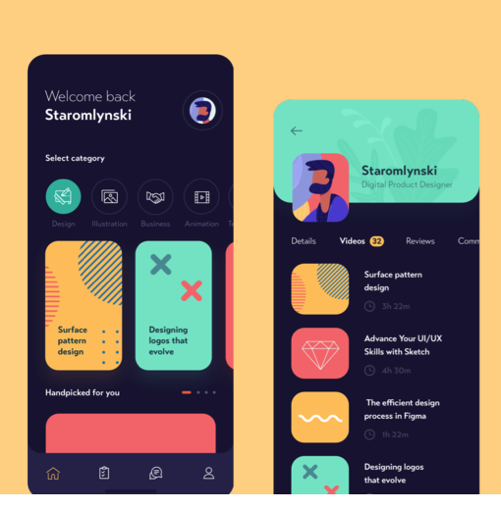 Welcome back
Staromlynski
Select category
Design
Illustration
Business
Animation
Surface
pattern
design
Designing
logos that
evolve
Handpicked for you
Staromlynski
Digital Product Designer
Details
Videos 32
Reviews
Comm
Surface pattern
design
3h 22m
Advance Your UI/UX
Skills with Sketch
4h 30m
The efficient design
process in Figma
1h 22m
Designing logos
that evolve